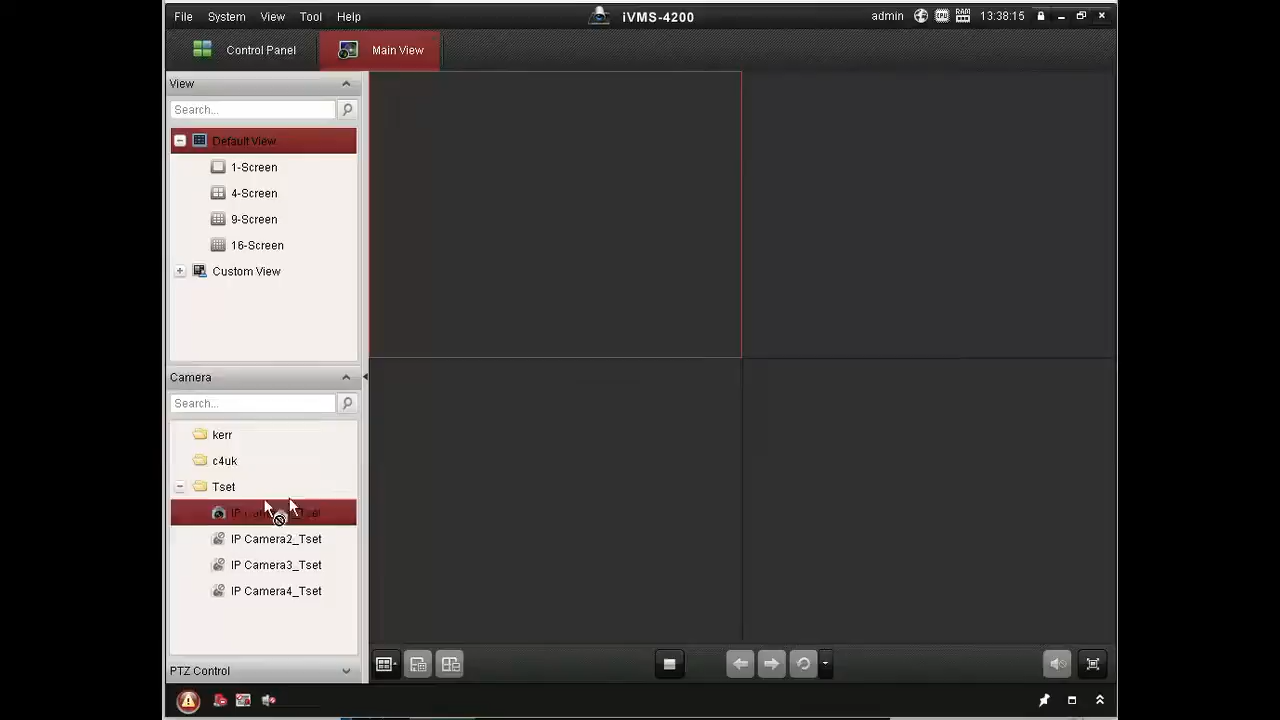 File System View Tool Help iVMS-4200 admin 13:38:15
Control Panel Main View
View
Search...
Default View
1-Screen
4-Screen
9-Screen
16-Screen
Custom View
Camera
Search...
kerr
c4uk
Tset
IP Camera2_Tset
IP Camera3_Tset
IP Camera4_Tset
PTZ Control